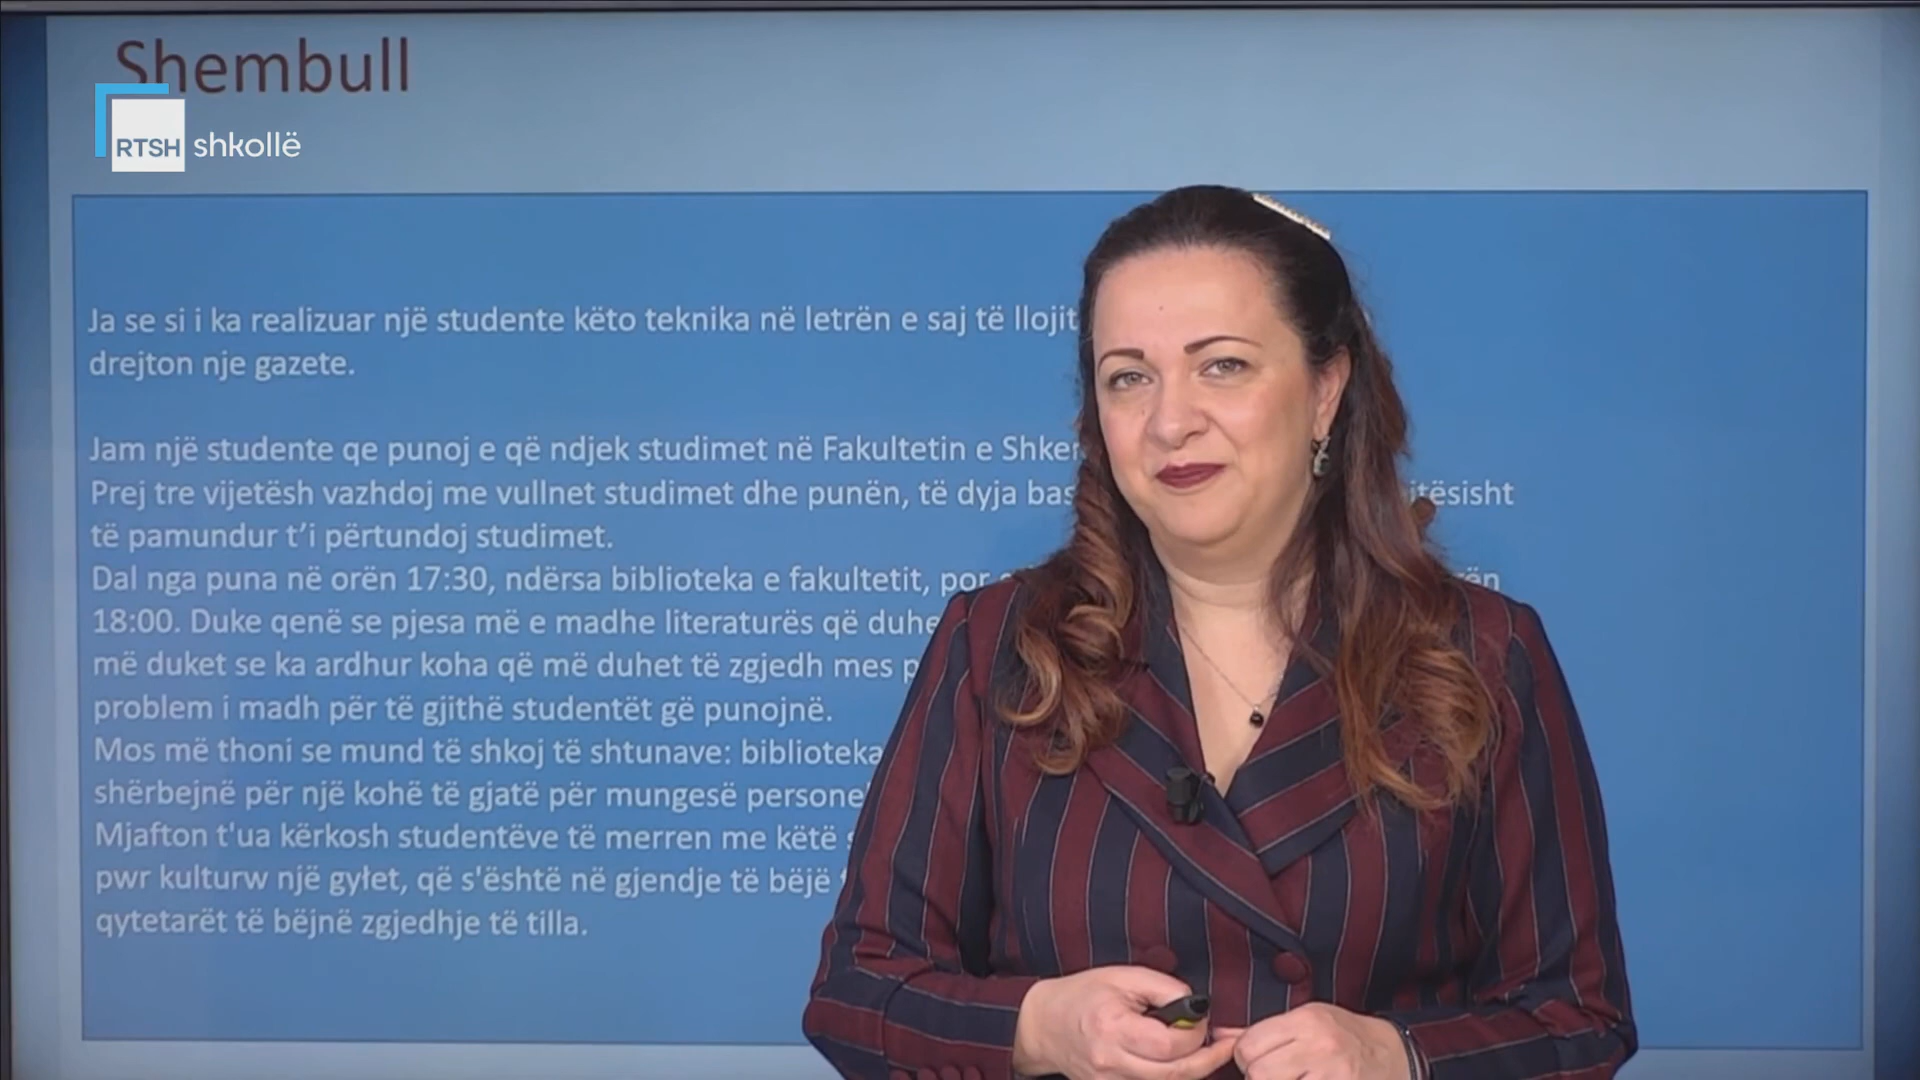 Shembull
RTSH shkollë
Ja se si i ka realizuar një studente këto teknika në letrën e saj të llojit
drejton nje gazete.
Jam një studente qe punoj e që ndjek studimet në Fakultetin e
Prej tre vijetësh vazhdoj me vullnet studimet dhe punën, të dyja
të pamundur t’i përtundoj studimet.
Dal nga puna në orën 17:30, ndërsa biblioteka e fakultetit, por
18:00. Duke qenë se pjesa më e madhe literaturës që
më duket se ka ardhur koha që më duhet të zgjedh mes
problem i madh për të gjithë studentët gë punojnë.
Mos më thoni se mund të shkoj të shtunave: biblioteka
shërbejnë për një kohë të gjatë për mungesë
Mjafton t'ua kërkosh studentëve të merren me këtë
pwr kulturw një gyłet, që s'është në gjendje të bëjë
qytetarët të bëjnë zgjedhje të tilla.